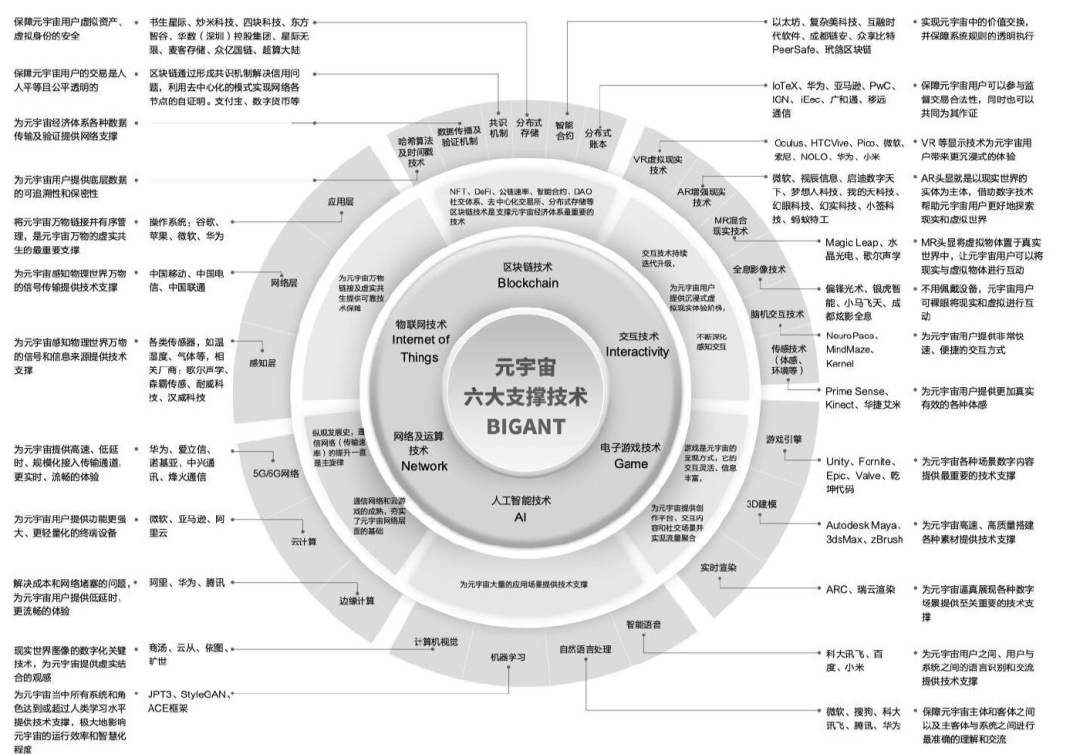 保障元宇宙用户虚拟资产、
虚拟身份的安全
书生星际、炒米科技、四块科技、东方
智谷、华数（深圳）控股集团、星际无
限、麦客存储、众亿国链、超算大陆
保障元宇宙用户的交易是人
人平等且公平透明的
区块链通过形成共识机制解决信用问
题，利用去中心化的模式实现网络各
节点的自证明。支付宝、数字货币等
为元宇宙经济体系各种数据
传输及验证提供网络支撑
为元宇宙用户提供底层数据
的可追溯性和保密性
将元宇宙万物链接并有序管
理，是元宇宙万物的虚实共
生的最重要支撑
操作系统：谷歌、
苹果、微软、华为
为元宇宙感知物理世界万物
的信号传输提供技术支撑
中国移动、中国电
信、中国联通
为元宇宙感知物理世界万物
的信号和信息来源提供技术
支撑
各类传感器，如温
湿度、气体等，相
关厂商：歌尔声学、
森霸传感、耐威科
技、汉威科技
为元宇宙提供高速、低延
时、规模化接入传输通道，
更实时、流畅的体验
华为、爱立信、
诺基亚、中兴通
讯、烽火通信
为元宇宙用户提供功能更强
大、更轻量化的终端设备
微软、亚马逊、阿
里云
解决成本和网络堵塞的问题，
为元宇宙用户提供低延时、
更流畅的体验
阿里、华为、腾讯
现实世界图像的数字化关键
技术，为元宇宙提供虚实结
合的观感
商汤、云从、依图、
旷世
为元宇宙当中所有系统和角
色达到或超过人类学习水平
提供技术支撑，极大地影响
元宇宙的运行效率和智慧化
程度
JPT3、StyleGAN、
ACE框架
哈希算法
及时间戳
技术
数据传播及
验证机制
共识
机制
分布式
存储
智能
合约
分布式
账本
VR虚拟现实
技术
AR增强现实
技术
MR混合
现实技术
全息影像技术
脑机交互技术
传感技术
（体感、
环境等）
游戏引擎
3D建模
实时渲染
智能语音
自然语言处理
机器学习
计算机视觉
边缘计算
云计算
5G/6G网络
感知层
网络层
应用层
NFT、DeFi、公链速率、智能合约、DAO
社交体系、去中心化交易所、分布式存储等
区块链技术是支撑元宇宙经济体最重要的
技术
交互技术持续
迭代升级，
为元宇宙用户
提供沉浸式虚
拟现实体验阶梯，
不断深化
感知交互
游戏是元宇宙的
呈现方式，它的
交互灵活、信息
丰富，
为元宇宙提供创
作平台、交互内
容和社交场景并
实现流量聚合
为元宇宙大量的应用场景提供技术支撑
纵观发展史，通
信网络（传输速
率）的提升一直
是主旋律
通信网络和云游
戏的成熟，夯实
了元宇宙网络层
面的基础
为元宇宙万物
链接及虚实共
生提供可靠技
术保障
区块链技术
Blockchain
交互技术
Interactivity
电子游戏技术
Game
人工智能技术
AI
网络及运算
技术
Network
物联网技术
Internet of
Things
元宇宙
六大支撑技术
BIGANT
以太坊、复杂美科技、互融时
代软件、成都链安、众享比特
PeerSafe、玳鸽区块链
实现元宇宙中的价值交换，
并保障系统规则的透明执行
IoTeX、华为、亚马逊、PwC、
IGN、iEec、广和通、移远
通信
保障元宇宙用户可以参与监
督交易合法性，同时也可以
共同为其作证
Oculus、HTCVive、Pico、微软、
索尼、NOLO、华为、小米
VR 等显示技术为元宇宙用
户带来更沉浸式的体验
微软、视辰信息、启迪数字天
下、梦想人科技、我的天科技、
幻眼科技、幻实科技、小签科
技、蚂蚁特工
AR头显就是以现实世界的
实体为主体，借助数字技术
帮助元宇宙用户更好地探索
现实和虚拟世界
Magic Leap、水
晶光电、歌尔声学
MR头显将虚拟物体置于真实
世界中，让元宇宙用户可以将
现实与虚拟物体进行互动
偏锋光术、银虎智
能、小马飞天、成
都炫影全息
不用佩戴设备，元宇宙用户
可裸眼将现实和虚拟进行互
动
NeuroPace、
MindMaze、
Kernel
为元宇宙用户提供非常快
速、便捷的交互方式
Prime Sense、
Kinect、华捷艾米
为元宇宙用户提供更加真实
有效的各种体感
Unity、Fornite、
Epic、Valve、乾
坤代码
为元宇宙各种场景数字内容
提供最重要的技术支撑
Autodesk Maya、
3dsMax、zBrush
为元宇宙高速、高质量搭建
各种素材提供技术支撑
ARC、瑞云渲染
为元宇宙逼真展现各种数字
场景提供至关重要的技术支
撑
科大讯飞、百
度、小米
为元宇宙用户之间、用户与
系统之间的语言识别和交流
提供技术支撑
微软、搜狗、科大
讯飞、腾讯、华为
保障元宇宙主体和客体之间
以及主客体与系统之间进行
最准确的理解和交流